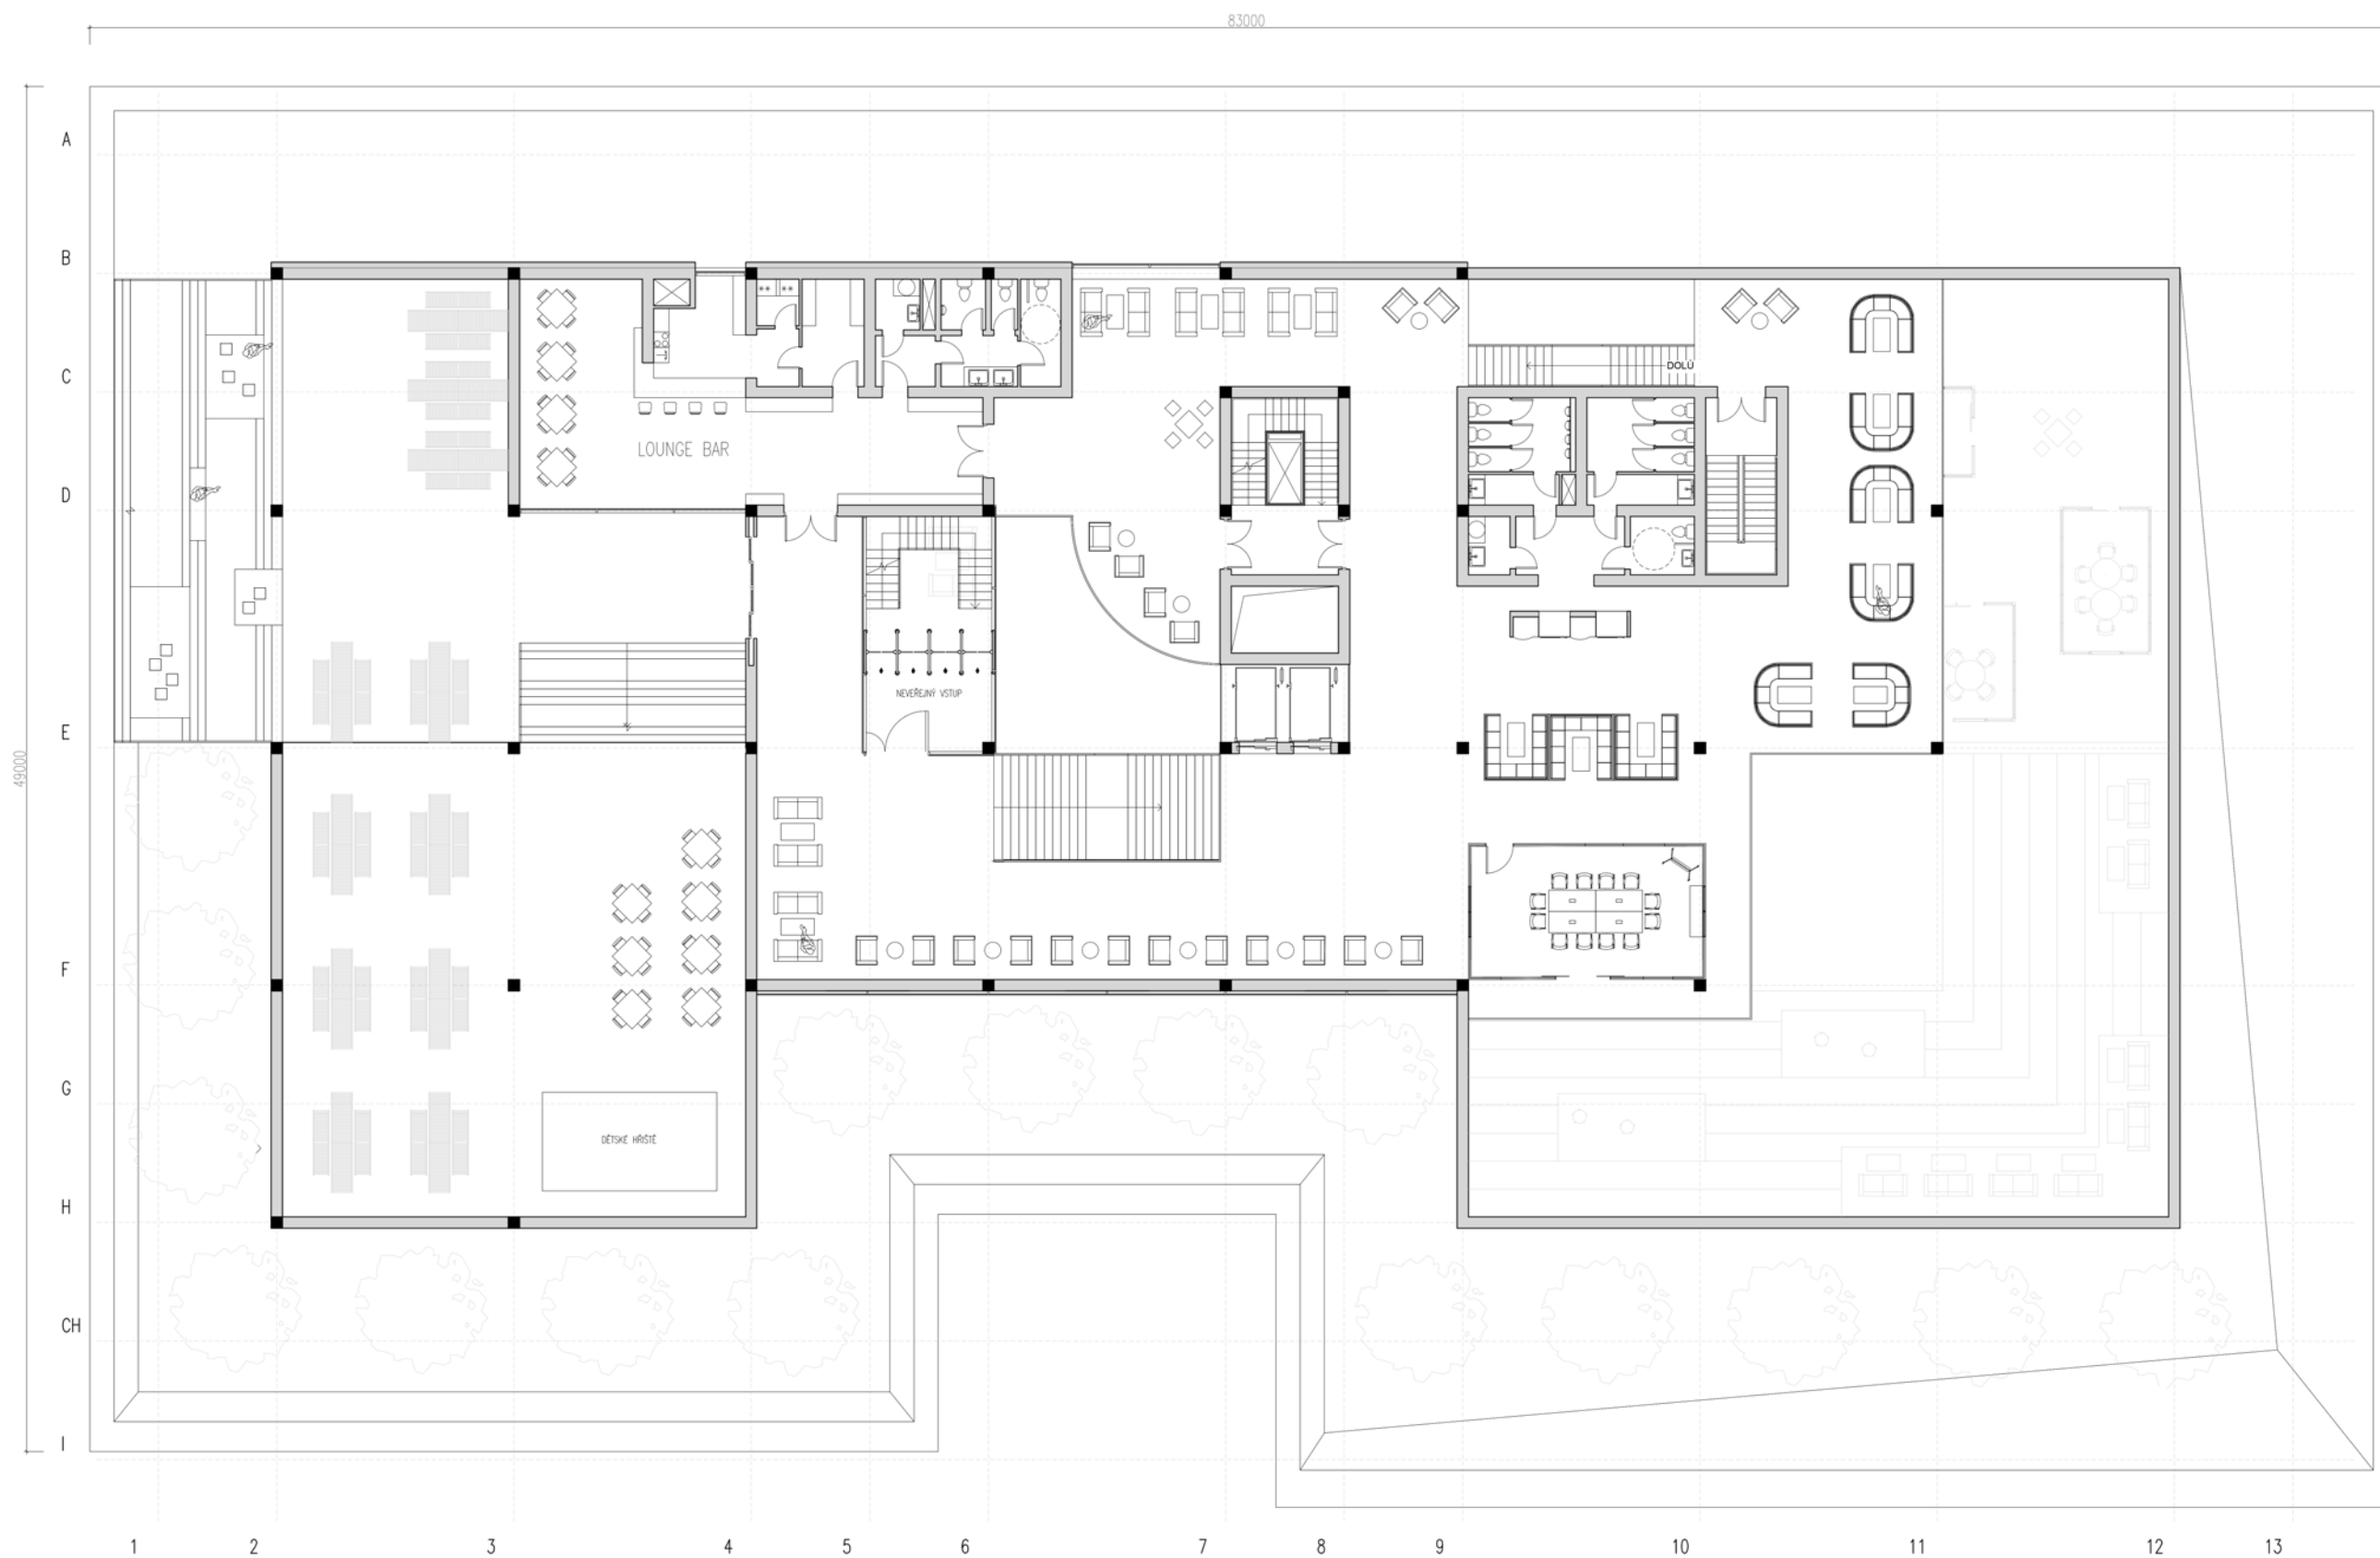 83000
A
B
C
DOLŮ
LOUNGE BAR
D
NEVEŘEJNÝ VSTUP
E
49000
F
G
DĚTSKÉ HŘIŠTĚ
H
CH
I
1 2 3 4 5 6 7 8 9 10 11 12 13